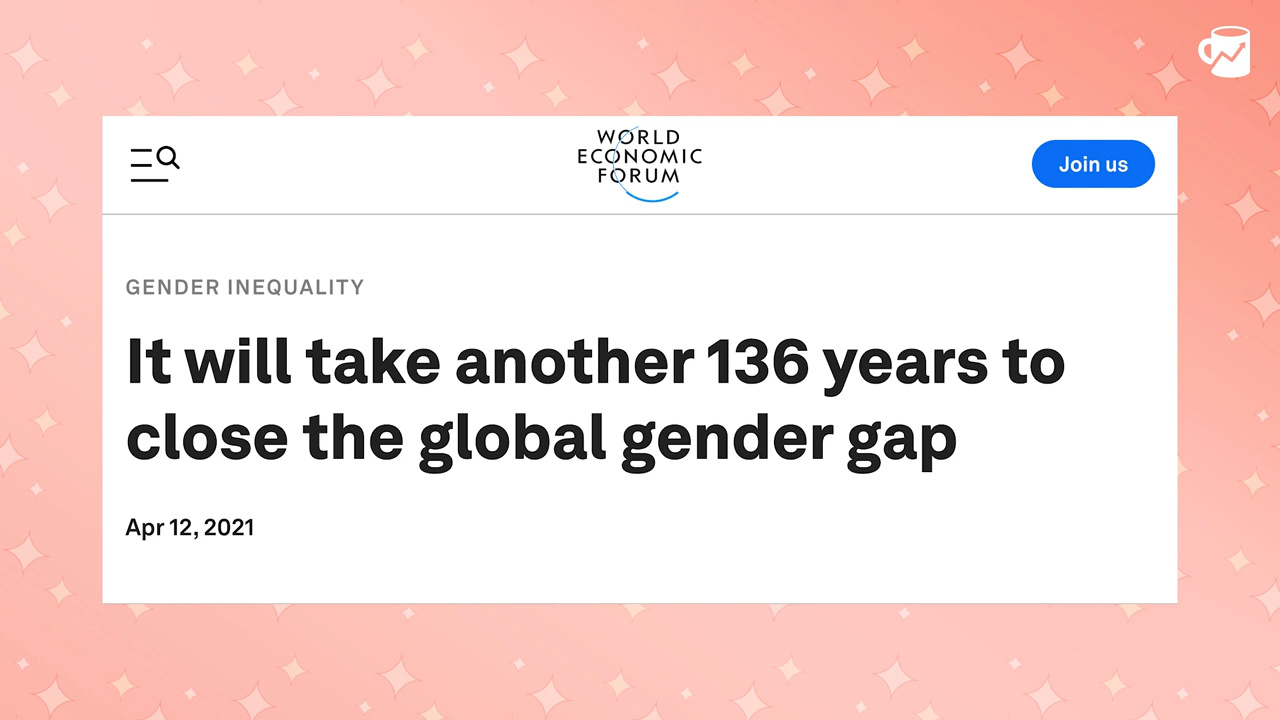 WORLD
ECONOMIC
FORUM
Join us
GENDER INEQUALITY
It will take another 136 years to
close the global gender gap
Apr 12, 2021